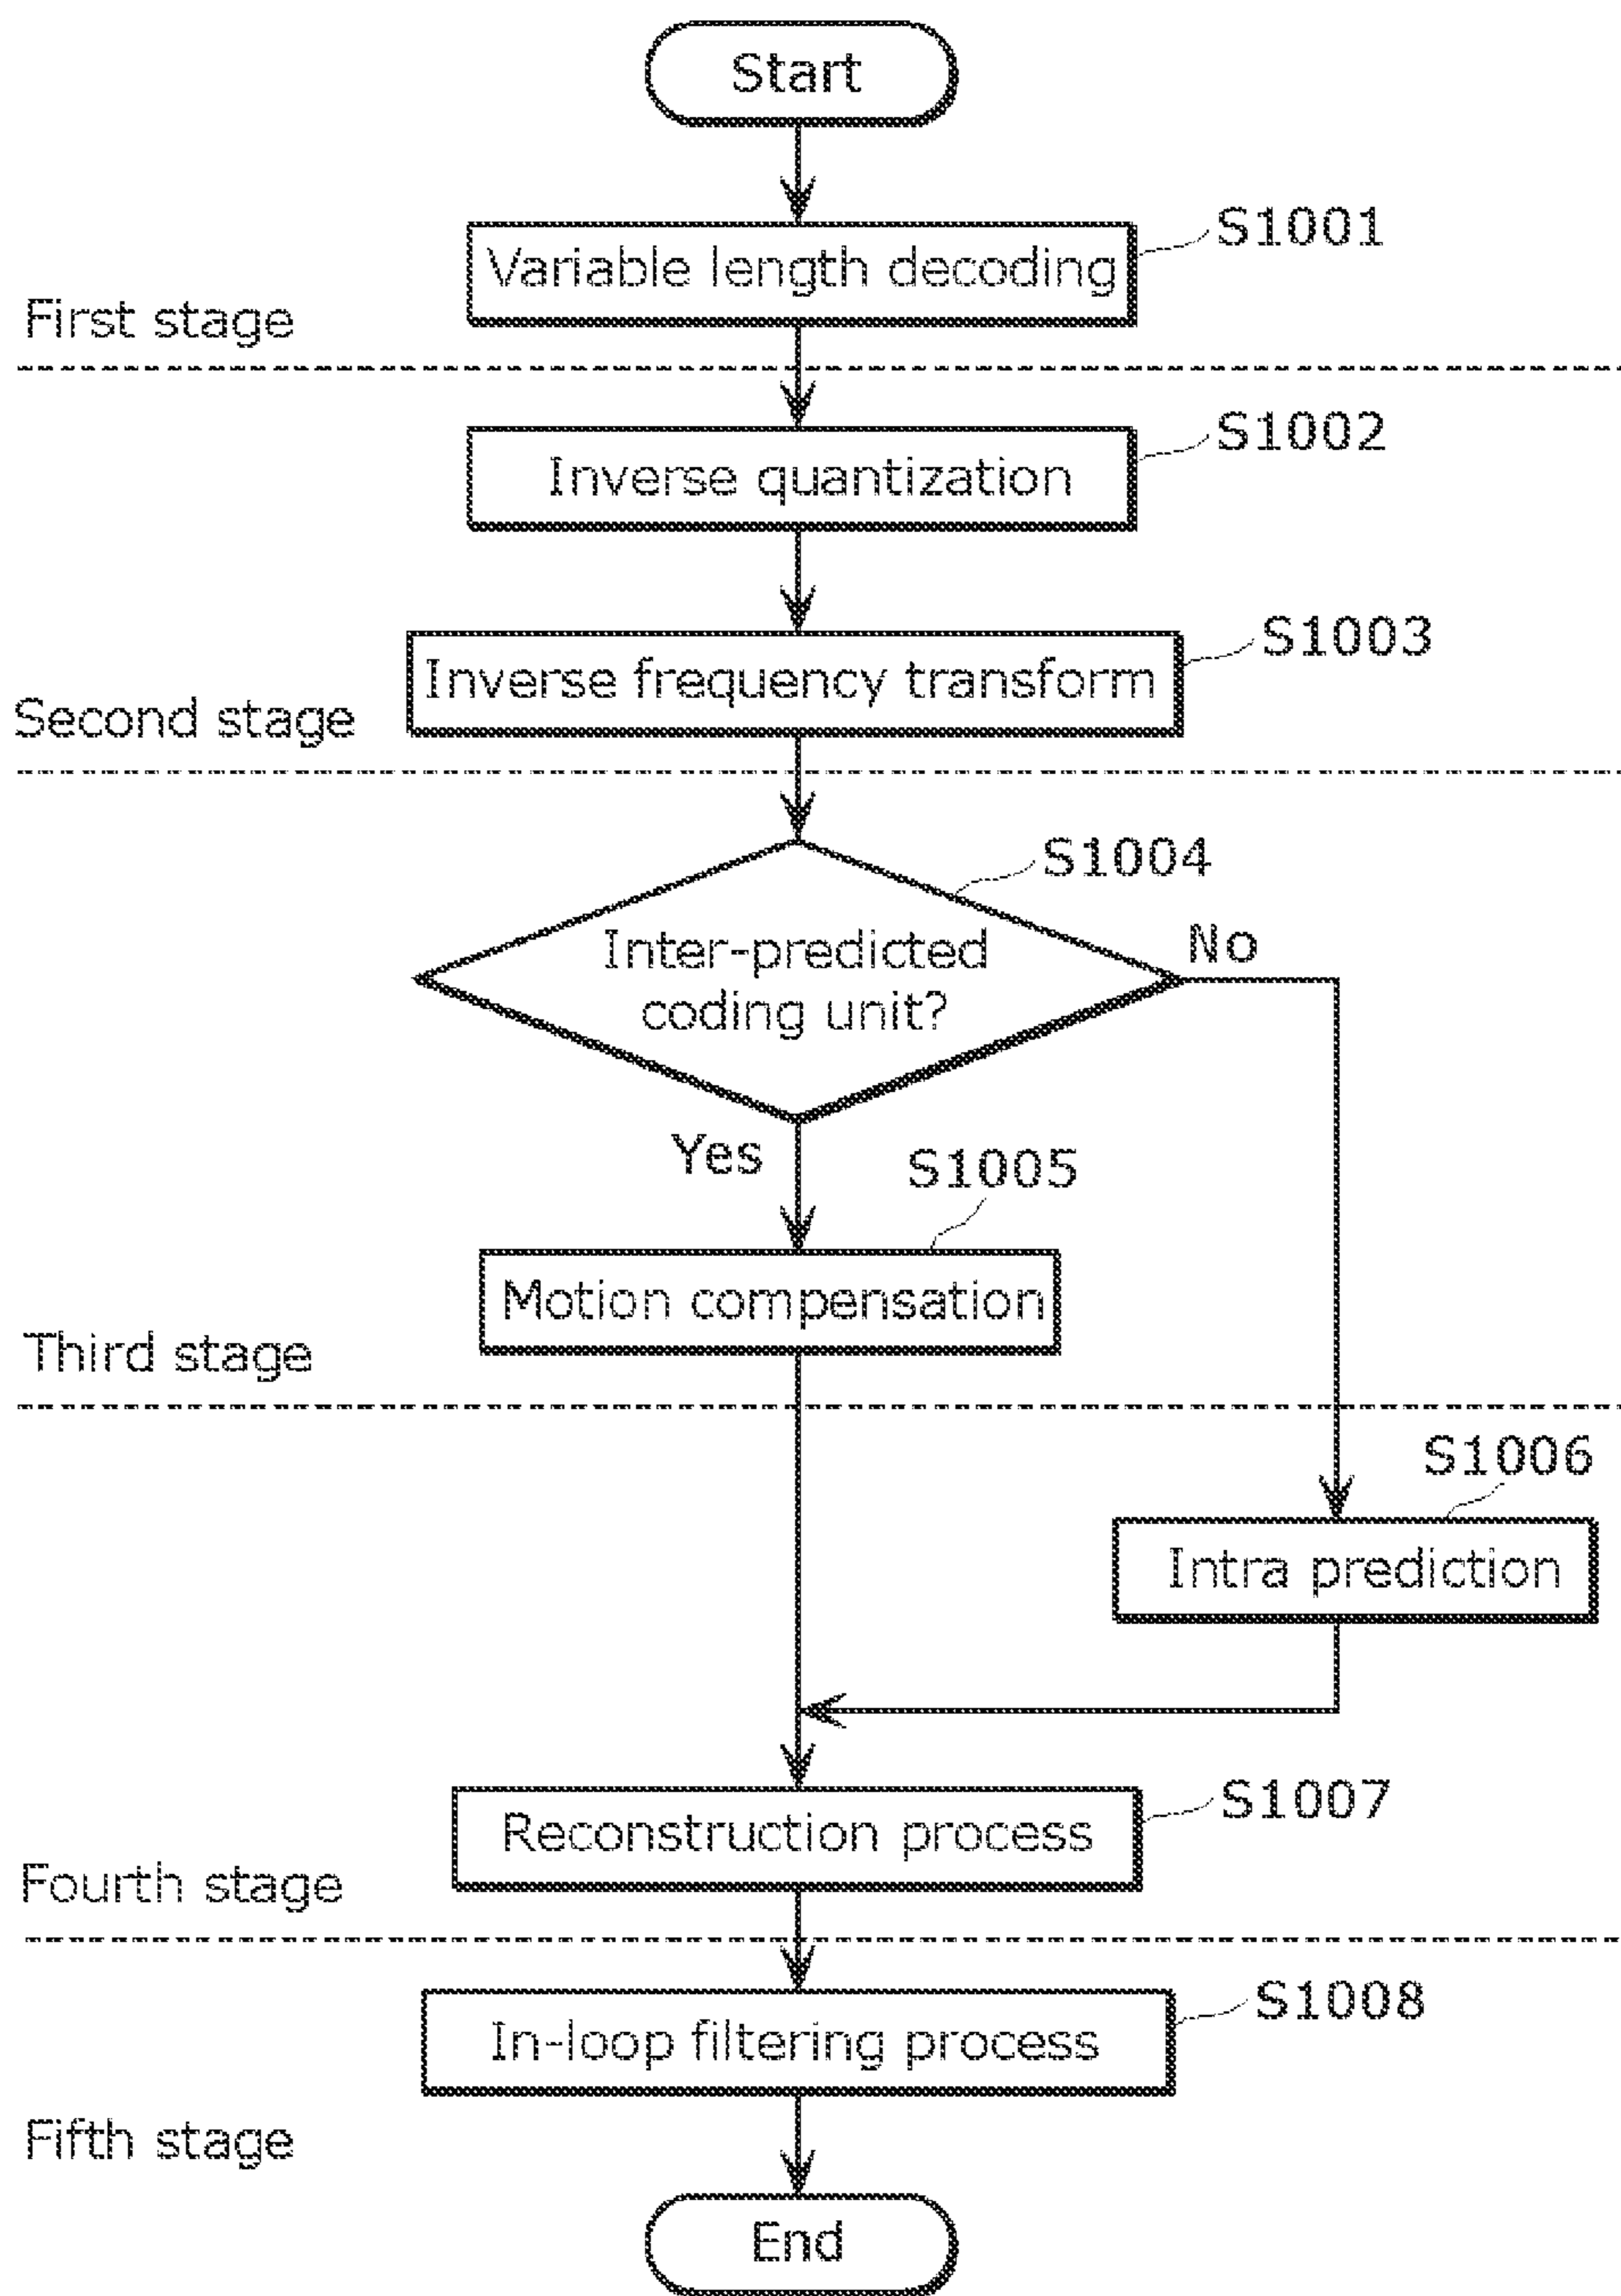 Start
S1001
Variable length decoding
First stage
S1002
Inverse quantization
S1003
Inverse frequency transform
Second stage
S1004
Inter-predicted
coding unit?
No
Yes
S1005
Motion compensation
Third stage
S1006
Intra prediction
S1007
Reconstruction process
Fourth stage
S1008
In-loop filtering process
Fifth stage
End